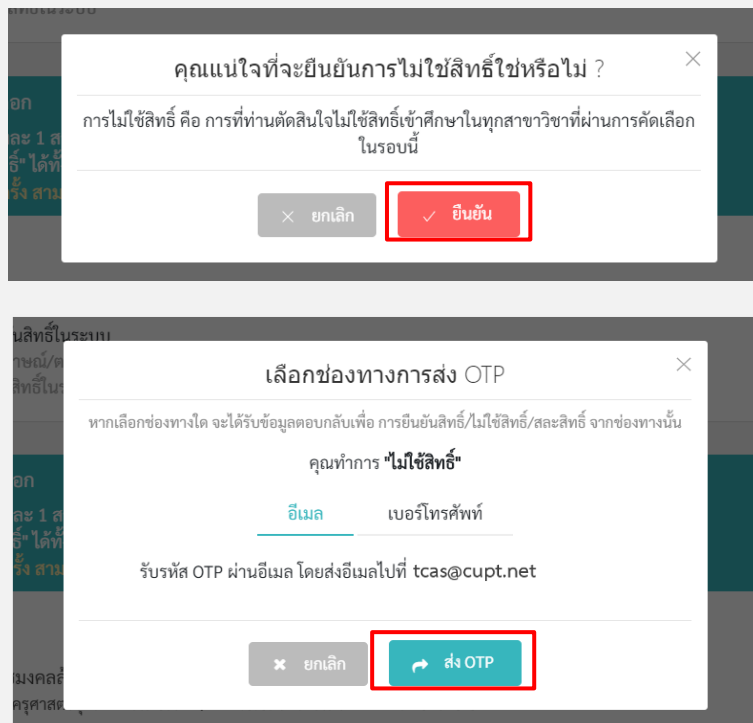 คุณแน่ใจที่จะยืนยันการไม่ใช้สิทธิ์ใช่หรือไม่ ?
การไม่ใช้สิทธิ์ คือ การที่ท่านตัดสินใจไม่ใช้สิทธิ์เข้าศึกษาในทุกสาขาวิชาที่ผ่านการคัดเลือก
ในรอบนี้
ยกเลิก ยืนยัน
เลือกช่องทางการส่ง OTP
หากเลือกช่องทางใด จะได้รับข้อมูลตอบกลับเพื่อ การยืนยันสิทธิ์/ไม่ใช้สิทธิ์/สละสิทธิ์ จากช่องทางนั้น
คุณทำการ "ไม่ใช้สิทธิ์"
อีเมล เบอร์โทรศัพท์
รับรหัส OTP ผ่านอีเมล โดยส่งอีเมลไปที่ tcas@cupt.net
ยกเลิก ส่ง OTP